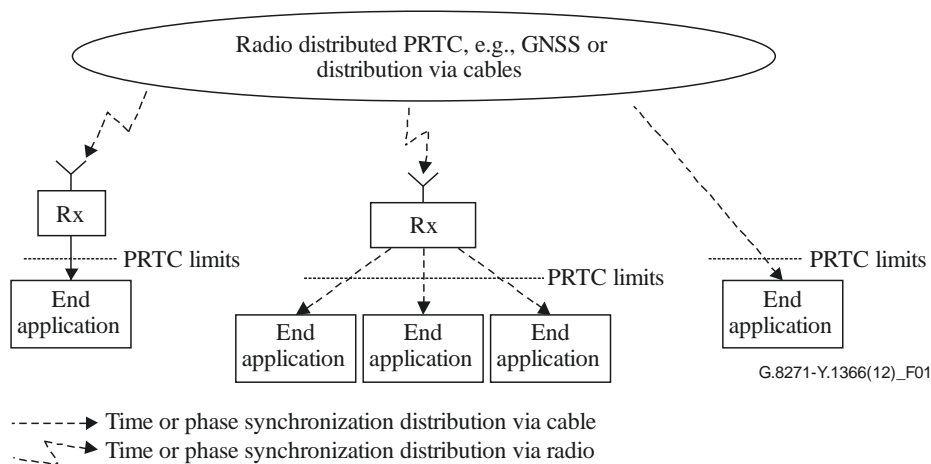 Radio distributed PRTC, e.g., GNSS or
distribution via cables
Rx
Rx
PRTC limits
PRTC limits
PRTC limits
End
application
End
application
End
application
End
application
End
application
G.8271-Y.1366(12)_F01
Time or phase synchronization distribution via cable
Time or phase synchronization distribution via radio